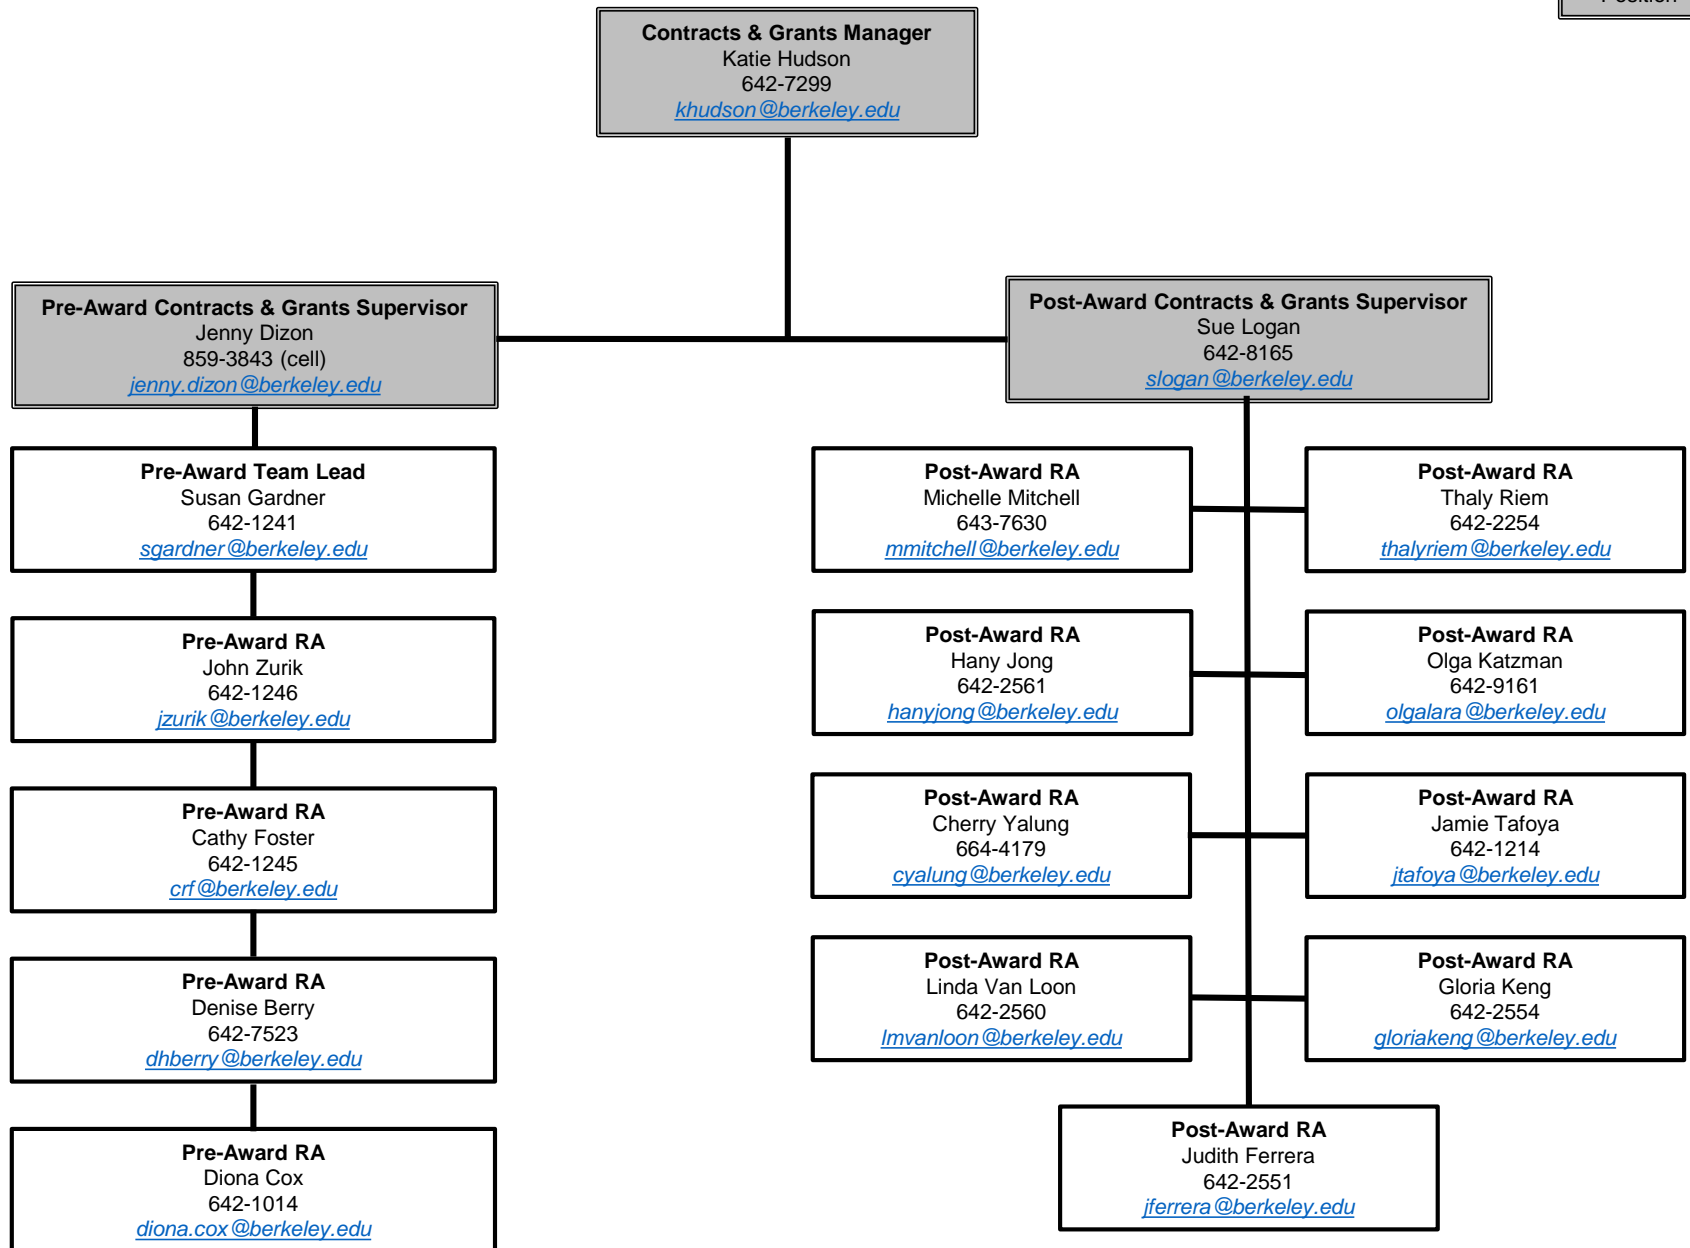 Position
Contracts & Grants Manager
Katie Hudson
642-7299
khudson@berkeley.edu
Pre-Award Contracts & Grants Supervisor
Jenny Dizon
859-3843 (cell)
jenny.dizon@berkeley.edu
Post-Award Contracts & Grants Supervisor
Sue Logan
642-8165
slogan@berkeley.edu
Pre-Award Team Lead
Susan Gardner
642-1241
sgardner@berkeley.edu
Pre-Award RA
John Zurik
642-1246
jzurik@berkeley.edu
Pre-Award RA
Cathy Foster
642-1245
crf@berkeley.edu
Pre-Award RA
Denise Berry
642-7523
dhberry@berkeley.edu
Pre-Award RA
Diona Cox
642-1014
diona.cox@berkeley.edu
Post-Award RA
Michelle Mitchell
643-7630
mmitchell@berkeley.edu
Post-Award RA
Thaly Riem
642-2254
thalyriem@berkeley.edu
Post-Award RA
Hany Jong
642-2561
hanyjong@berkeley.edu
Post-Award RA
Olga Katzman
642-9161
olgalara@berkeley.edu
Post-Award RA
Cherry Yalung
664-4179
cyalung@berkeley.edu
Post-Award RA
Jamie Tafoya
642-1214
jtafoya@berkeley.edu
Post-Award RA
Linda Van Loon
642-2560
lmvanloon@berkeley.edu
Post-Award RA
Gloria Keng
642-2554
gloriakeng@berkeley.edu
Post-Award RA
Judith Ferrera
642-2551
jferrera@berkeley.edu